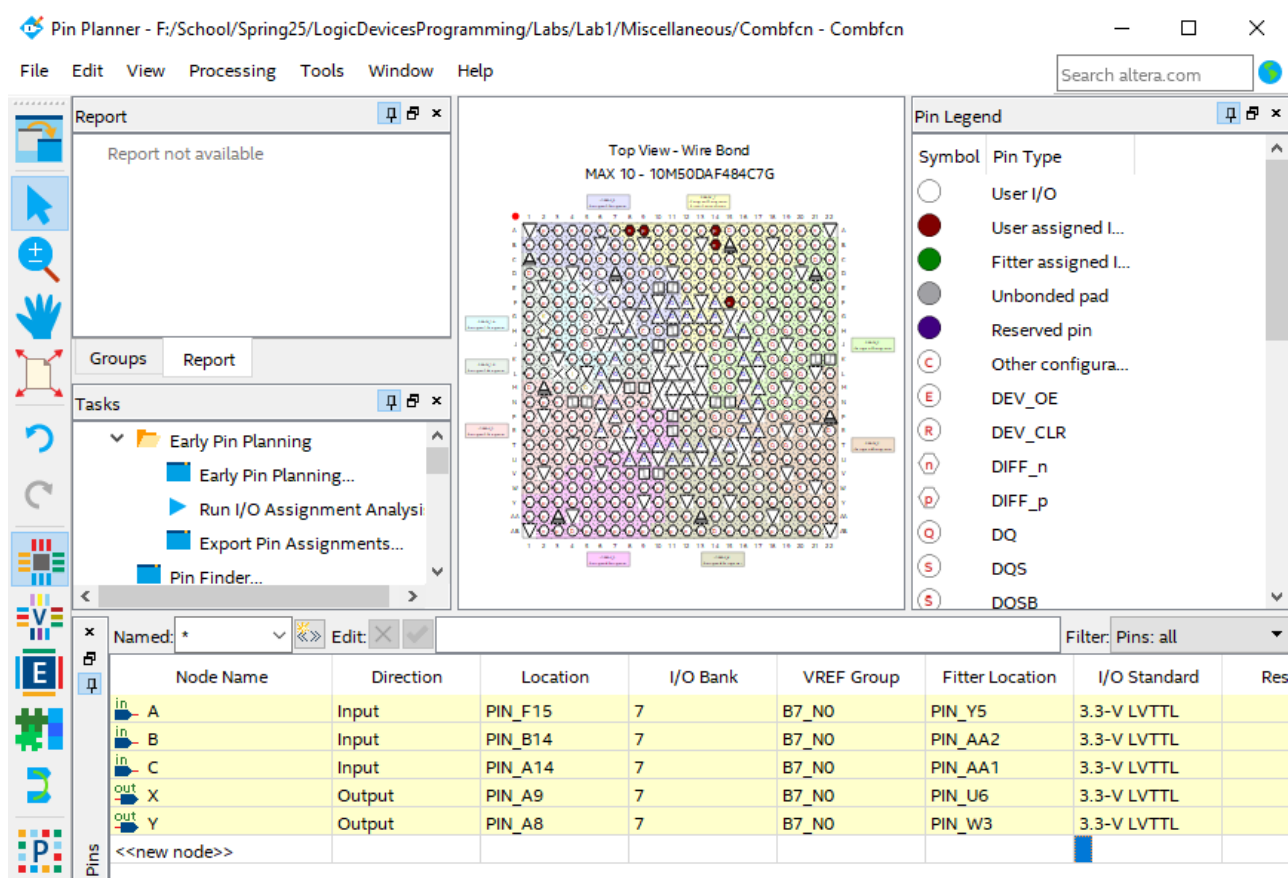 Pin Planner - F:/School/Spring25/LogicDevicesProgramming/Labs/Lab1/Miscellaneous/Combfcn - Combfcn
File Edit View Processing Tools Window Help
Search altera.com
Report
Report not available
Groups Report
Tasks
Early Pin Planning
Early Pin Planning...
Run I/O Assignment Analysi
Export Pin Assignments...
Pin Finder...
Top View - Wire Bond
MAX 10 - 10M50DAF484C7G
Pin Legend
Symbol Pin Type
User I/O
User assigned I...
Fitter assigned I...
Unbonded pad
Reserved pin
C Other configura...
E DEV_OE
R DEV_CLR
n DIFF_n
p DIFF_p
Q DQ
S DQS
S DQSB
Named: * Edit: Filter: Pins: all
Node Name Direction Location I/O Bank VREF Group Fitter Location I/O Standard Res
in A Input PIN_F15 7 B7_N0 PIN_Y5 3.3-V LVTTL
in B Input PIN_B14 7 B7_N0 PIN_AA2 3.3-V LVTTL
in C Input PIN_A14 7 B7_N0 PIN_AA1 3.3-V LVTTL
out X Output PIN_A9 7 B7_N0 PIN_U6 3.3-V LVTTL
out Y Output PIN_A8 7 B7_N0 PIN_W3 3.3-V LVTTL
<<new node>>
Pins